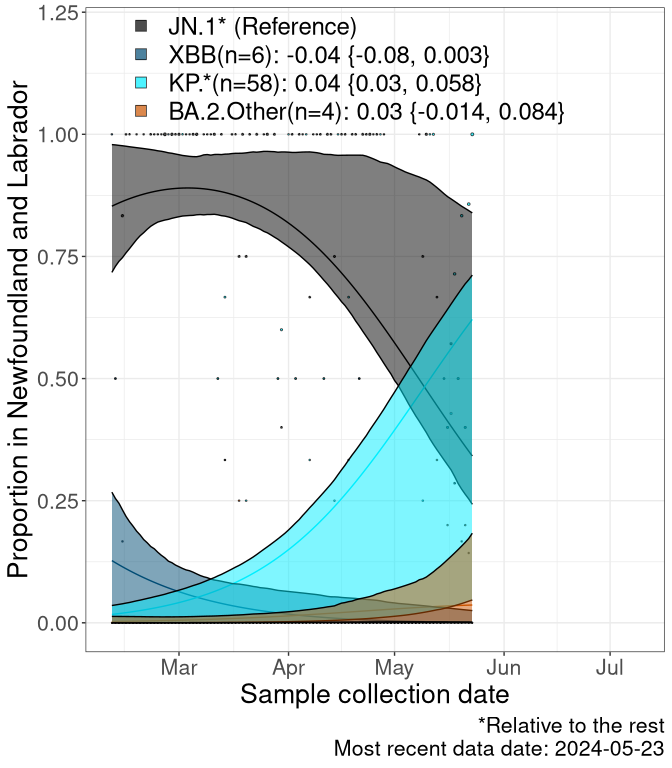 1.25
JN.1* (Reference)
XBB(n=6): -0.04 {-0.08, 0.003}
KP.*(n=58): 0.04 {0.03, 0.058}
BA.2.Other(n=4): 0.03 {-0.014, 0.084}
1.00
0.75
0.50
0.25
0.00
Proportion in Newfoundland and Labrador
Mar Apr May Jun Jul
Sample collection date
*Relative to the rest
Most recent data date: 2024-05-23